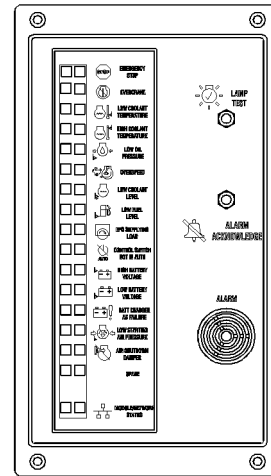 EMERGENCY
STOP
OVERCRANK
LOW COOLANT
TEMPERATURE
HIGH COOLANT
TEMPERATURE
LOW OIL
PRESSURE
OVERSPEED
LOW COOLANT
LEVEL
LOW FUEL
LEVEL
EPS SUPPLYING
LOAD
CONTROL SWITCH
NOT IN AUTO
AUTO
HIGH BATTERY
VOLTAGE
LOW BATTERY
VOLTAGE
BATT CHARGER
AC FAILURE
LOW STARTING
AIR PRESSURE
AIR SHUTDOWN
DAMPER
SPARE
STATUS
LAMP
TEST
ALARM
ACKNOWLEDGE
ALARM